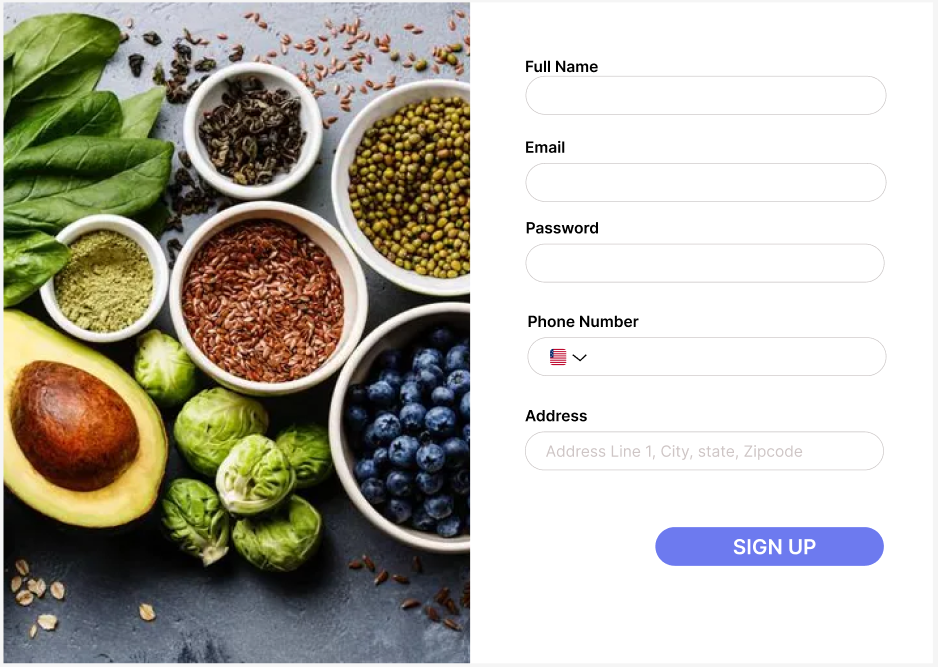 Full Name
Email
Password
Phone Number
Address
Address Line 1, City, state, Zipcode
SIGN UP